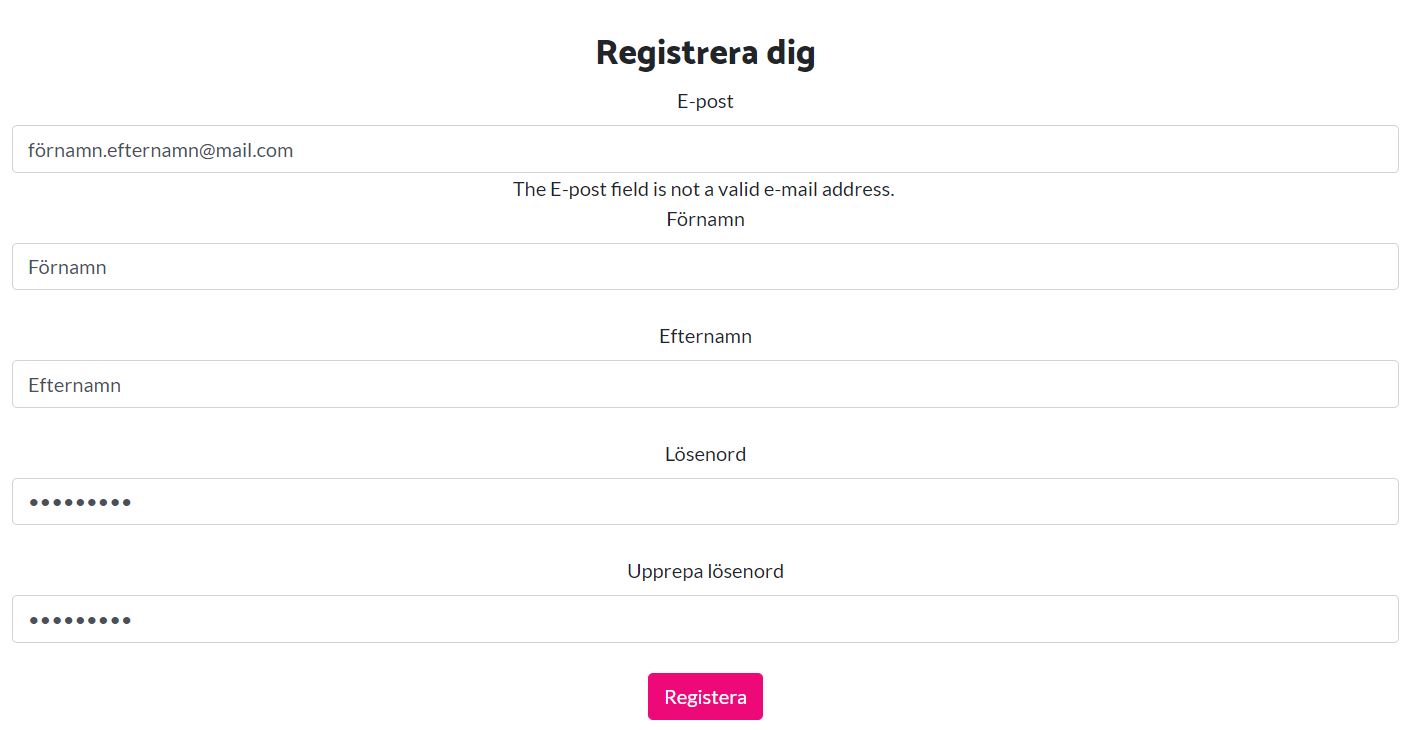 Registrera dig
E-post
förnamn.efternamn@mail.com
The E-post field is not a valid e-mail address.
Förnamn
Förnamn
Efternamn
Efternamn
Lösenord
•••••••••
Upprepa lösenord
•••••••••
Registera